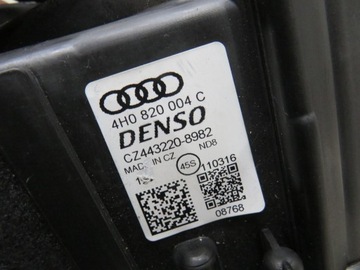 4H0 820 004 C
DENSO
CZ443220-8982
MADE IN CZ 45S ND8
110316
08768